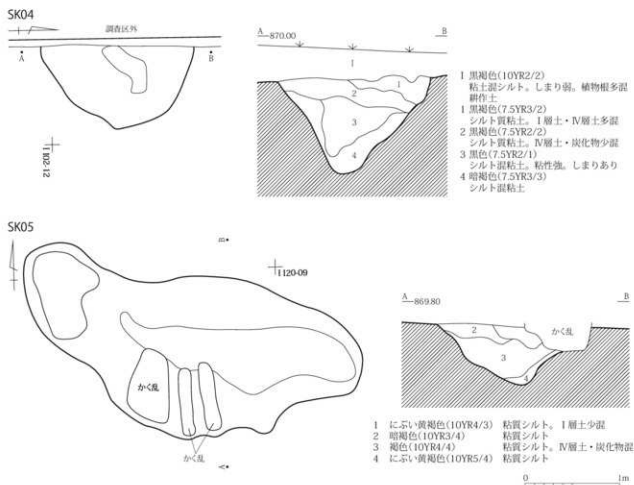 SK04
調査区外
A
B
I 102-12
A
870.00
B
I
1
2
3
4
I 黒褐色(10YR2/2)
粘土混シルト。しまり弱。植物根多混
耕作土
1 黒褐色(7.5YR3/2)
シルト質粘土。Ⅰ層土・Ⅳ層土多混
2 黒褐色(7.5YR2/2)
シルト質粘土。Ⅳ層土・炭化物少混
3 黒色(7.5YR2/1)
シルト混粘土。粘性強。しまりあり
4 暗褐色(7.5YR3/3)
シルト混粘土
SK05
B
I 120-09
かく乱
かく乱
A
A
869.80
B
かく乱
2
3
4
1 にぶい黄褐色(10YR4/3) 粘質シルト。Ⅰ層土少混
2 暗褐色(10YR3/4) 粘質シルト
3 褐色(10YR4/4) 粘質シルト。Ⅳ層土・炭化物混
4 にぶい黄褐色(10YR5/4) 粘質シルト
0
1m